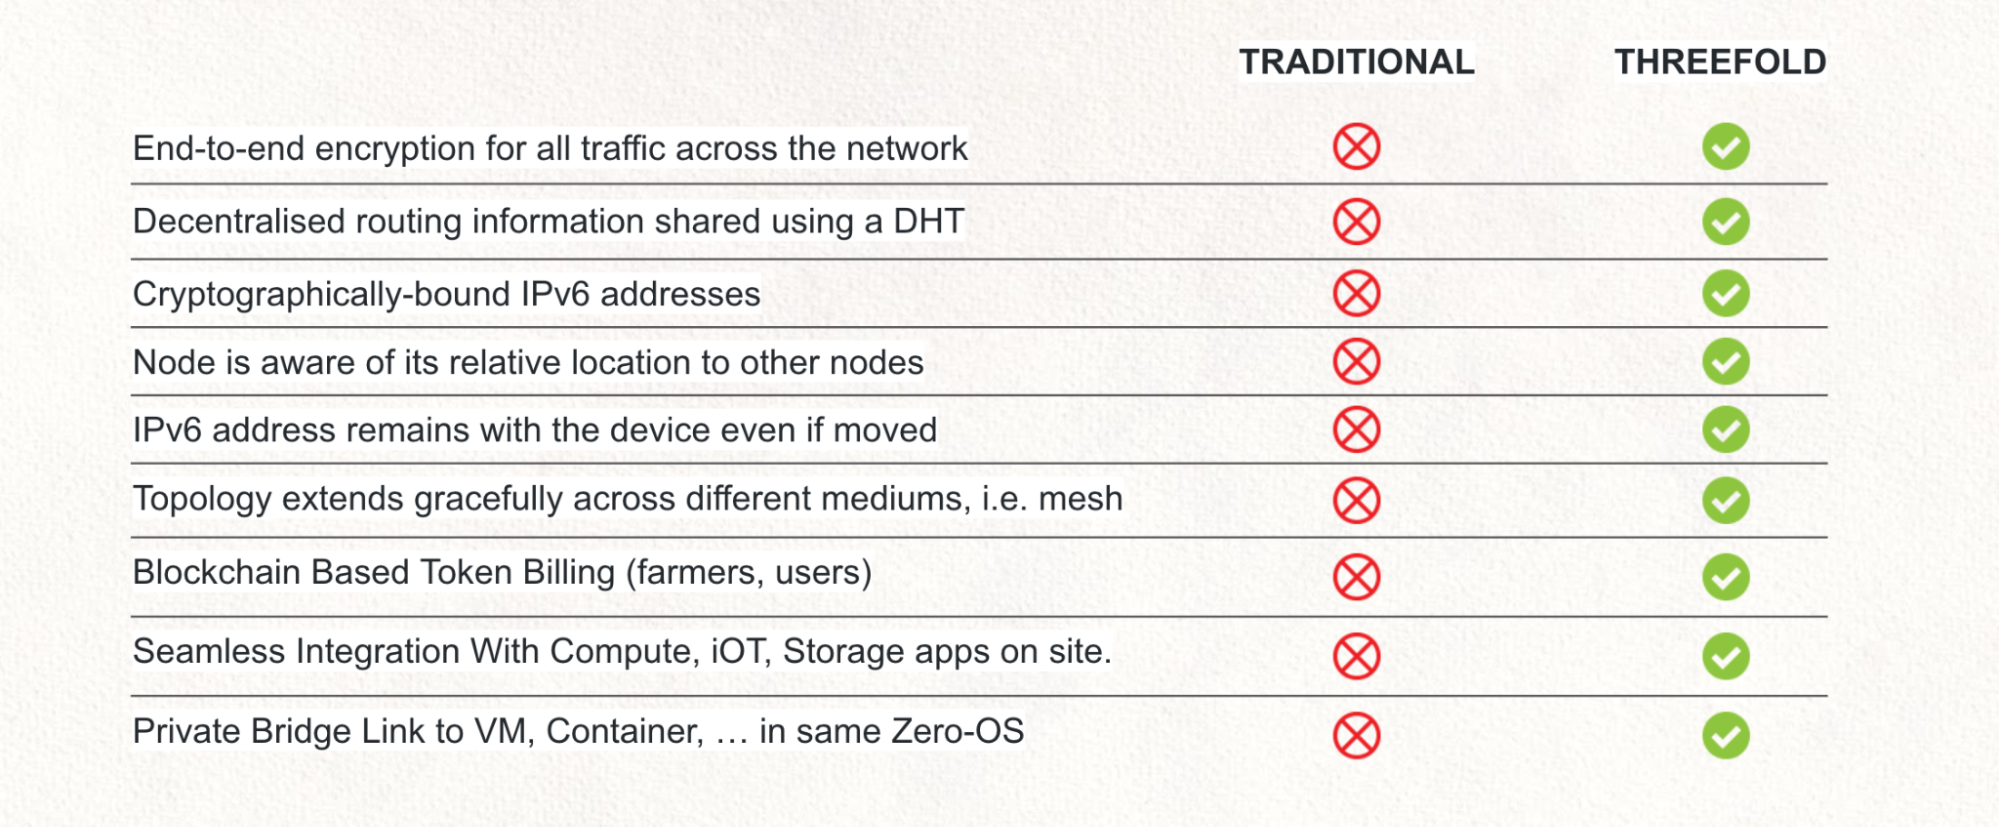 TRADITIONAL THREEFOLD
End-to-end encryption for all traffic across the network
Decentralised routing information shared using a DHT
Cryptographically-bound IPv6 addresses
Node is aware of its relative location to other nodes
IPv6 address remains with the device even if moved
Topology extends gracefully across different mediums, i.e. mesh
Blockchain Based Token Billing (farmers, users)
Seamless Integration With Compute, iOT, Storage apps on site.
Private Bridge Link to VM, Container, … in same Zero-OS